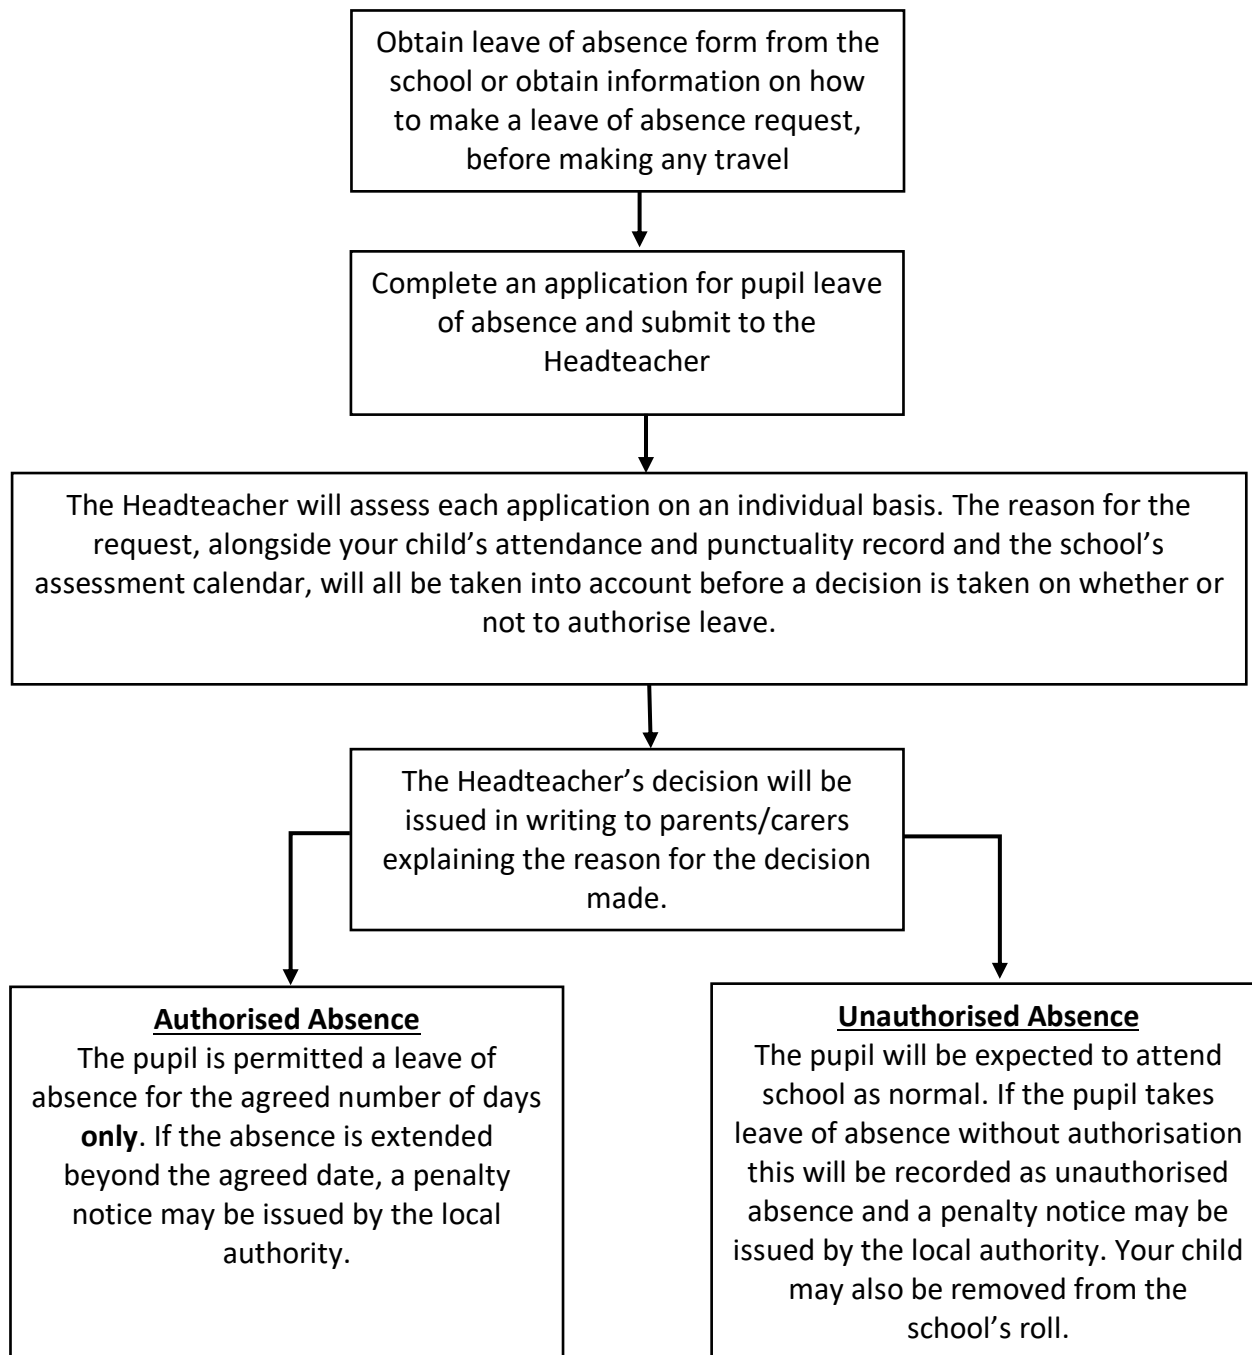 Obtain leave of absence form from the
school or obtain information on how
to make a leave of absence request,
before making any travel
Complete an application for pupil leave
of absence and submit to the
Headteacher
The Headteacher will assess each application on an individual basis. The reason for the
request, alongside your child’s attendance and punctuality record and the school’s
assessment calendar, will all be taken into account before a decision is taken on whether or
not to authorise leave.
The Headteacher’s decision will be
issued in writing to parents/carers
explaining the reason for the decision
made.
Authorised Absence
The pupil is permitted a leave of
absence for the agreed number of days
only. If the absence is extended
beyond the agreed date, a penalty
notice may be issued by the local
authority.
Unauthorised Absence
The pupil will be expected to attend
school as normal. If the pupil takes
leave of absence without authorisation
this will be recorded as unauthorised
absence and a penalty notice may be
issued by the local authority. Your child
may also be removed from the
school’s roll.